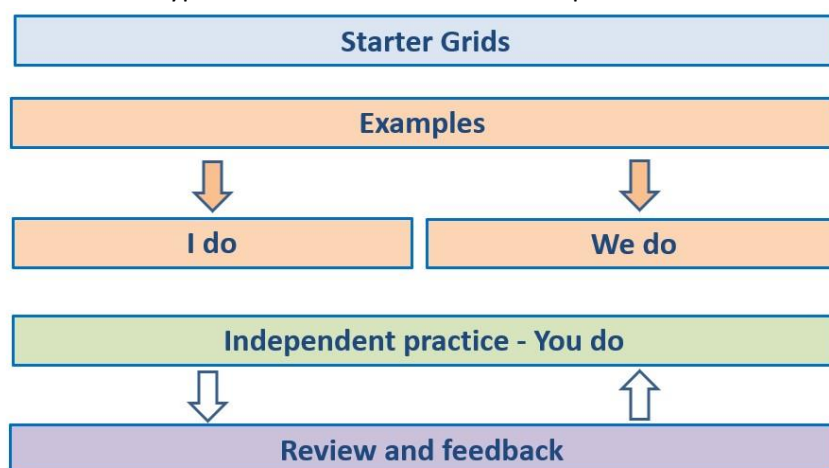 Starter Grids
Examples
I do
We do
Independent practice - You do
Review and feedback